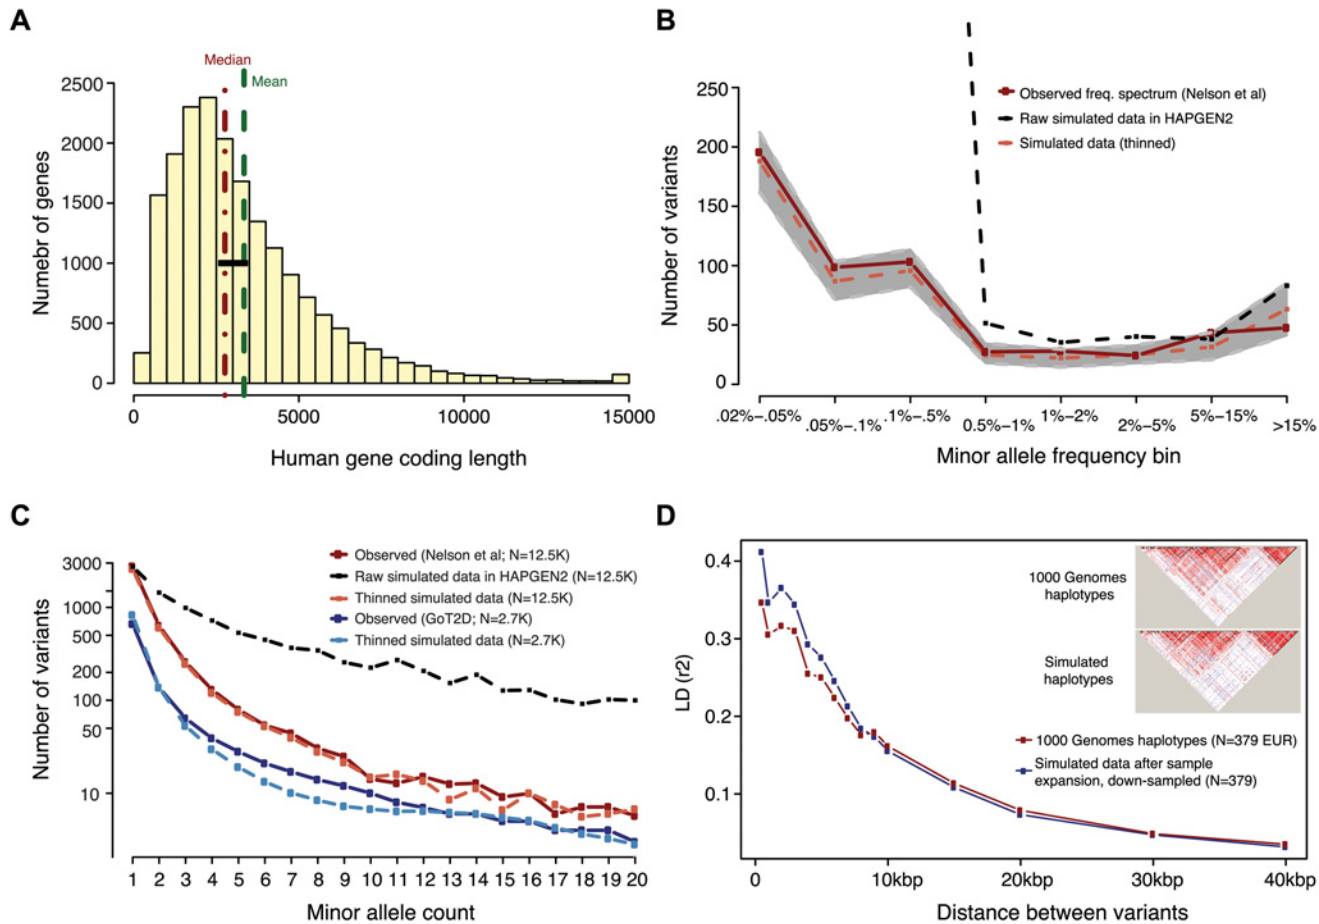 A
Median
Mean
2500
2000
1500
1000
500
0
Numebr of genes
0 5000 10000 15000
Human gene coding length
B
250
200
150
100
50
0
Number of variants
Observed freq. spectrum (Nelson et al)
Raw simulated data in HAPGEN2
Simulated data (thinned)
.02%–.05% .05%–.1% .1%–.5% 0.5%–1% 1%–2% 2%–5% 5%–15% >15%
Minor allele frequency bin
C
3000
1000
500
200
100
50
10
Number of variants
Observed (Nelson et al; N=12.5K)
Raw simulated data in HAPGEN2 (N=12.5K)
Thinned simulated data (N=12.5K)
Observed (GoT2D; N=2.7K)
Thinned simulated data (N=2.7K)
1 2 3 4 5 6 7 8 9 10 11 12 13 14 15 16 17 18 19 20
Minor allele count
D
0.4
0.3
0.2
0.1
LD (r2)
1000 Genomes
haplotypes
Simulated
haplotypes
1000 Genomes haplotypes (N=379 EUR)
Simulated data after sample
expansion, down-sampled (N=379)
0 10kbp 20kbp 30kbp 40kbp
Distance between variants